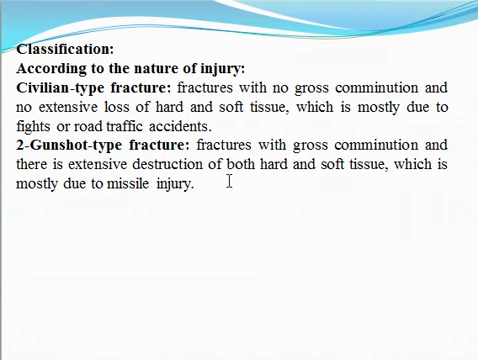 Classification:
According to the nature of injury:
Civilian-type fracture: fractures with no gross comminution and
no extensive loss of hard and soft tissue, which is mostly due to
fights or road traffic accidents.
2-Gunshot-type fracture: fractures with gross comminution and
there is extensive destruction of both hard and soft tissue, which is
mostly due to missile injury.